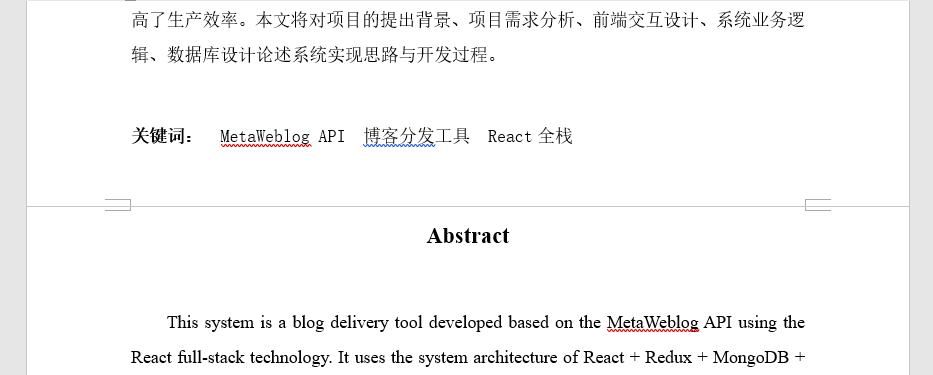 高了生产效率。本文将对项目的提出背景、项目需求分析、前端交互设计、系统业务逻
辑、数据库设计论述系统实现思路与开发过程。
关键词： MetaWeblog API 博客分发工具 React 全栈
Abstract
This system is a blog delivery tool developed based on the MetaWeblog API using the
React full-stack technology. It uses the system architecture of React + Redux + MongoDB +